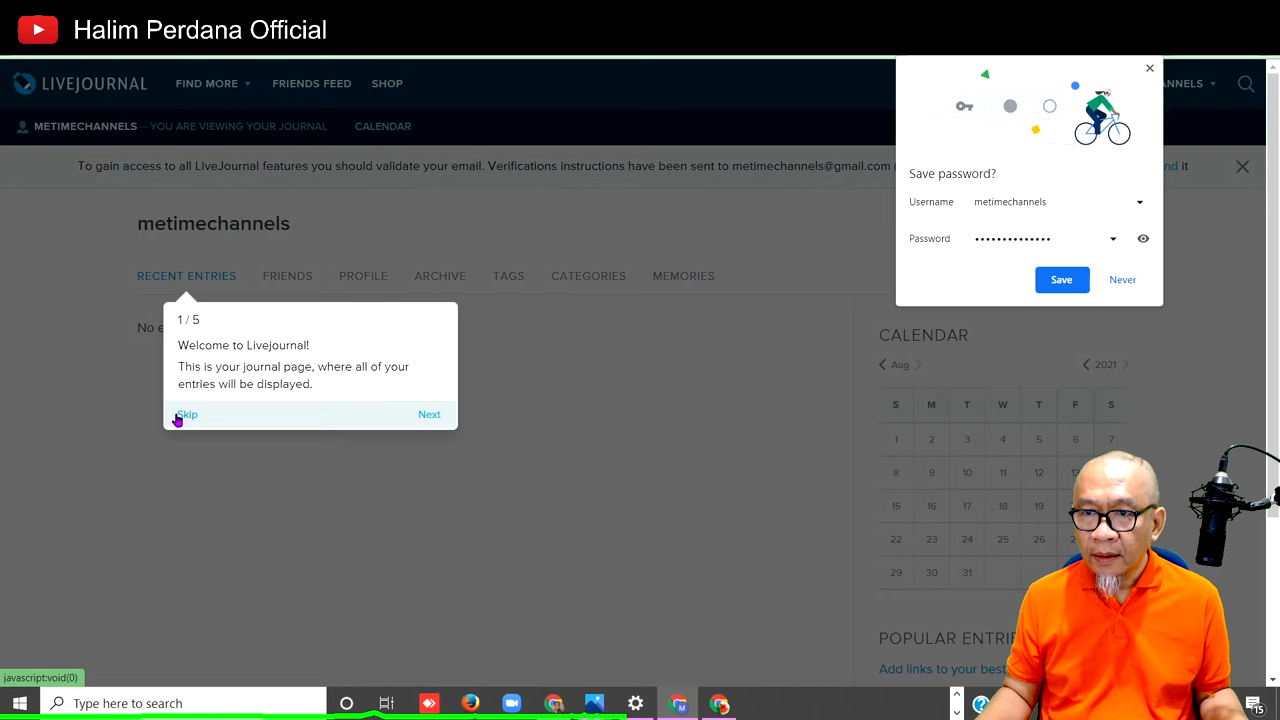 Halim Perdana Official
LIVEJOURNAL FIND MORE FRIENDS FEED SHOP
METIMECHANNELS — YOU ARE VIEWING YOUR JOURNAL CALENDAR
To gain access to all LiveJournal features you should validate your email. Verifications instructions have been sent to metimechannels@gmail.com
it
Save password?
Username metimechannels
Password ••••••••••••••
Save Never
metimechannels
RECENT ENTRIES FRIENDS PROFILE ARCHIVE TAGS CATEGORIES MEMORIES
No
1 / 5
Welcome to Livejournal!
This is your journal page, where all of your
entries will be displayed.
Skip Next
CALENDAR
Aug 2021
S M T W T F S
1 2 3 4 5 6 7
8 9 10 11 12
15 16 17 18 19
22 23 24 25 26
29 30 31
POPULAR
Add links to your best
javascript:void(0)
Type here to search
M
15